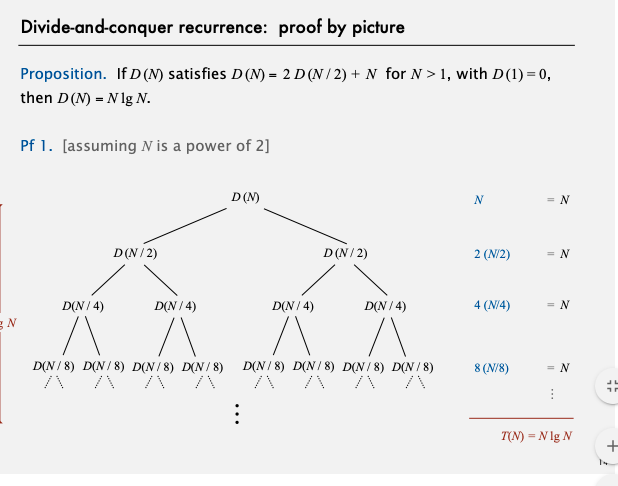 Divide-and-conquer recurrence: proof by picture
Proposition. If D (N) satisfies D (N) = 2 D (N / 2) + N for N > 1, with D (1) = 0,
then D (N) = N lg N.
Pf 1. [assuming N is a power of 2]
D (N) N = N
D (N / 2) D (N / 2) 2 (N/2) = N
D(N / 4) D(N / 4) D(N / 4) D(N / 4) 4 (N/4) = N
g N
D(N / 8) D(N / 8) D(N / 8) D(N / 8) D(N / 8) D(N / 8) D(N / 8) D(N / 8) 8 (N/8) = N
T(N) = N lg N